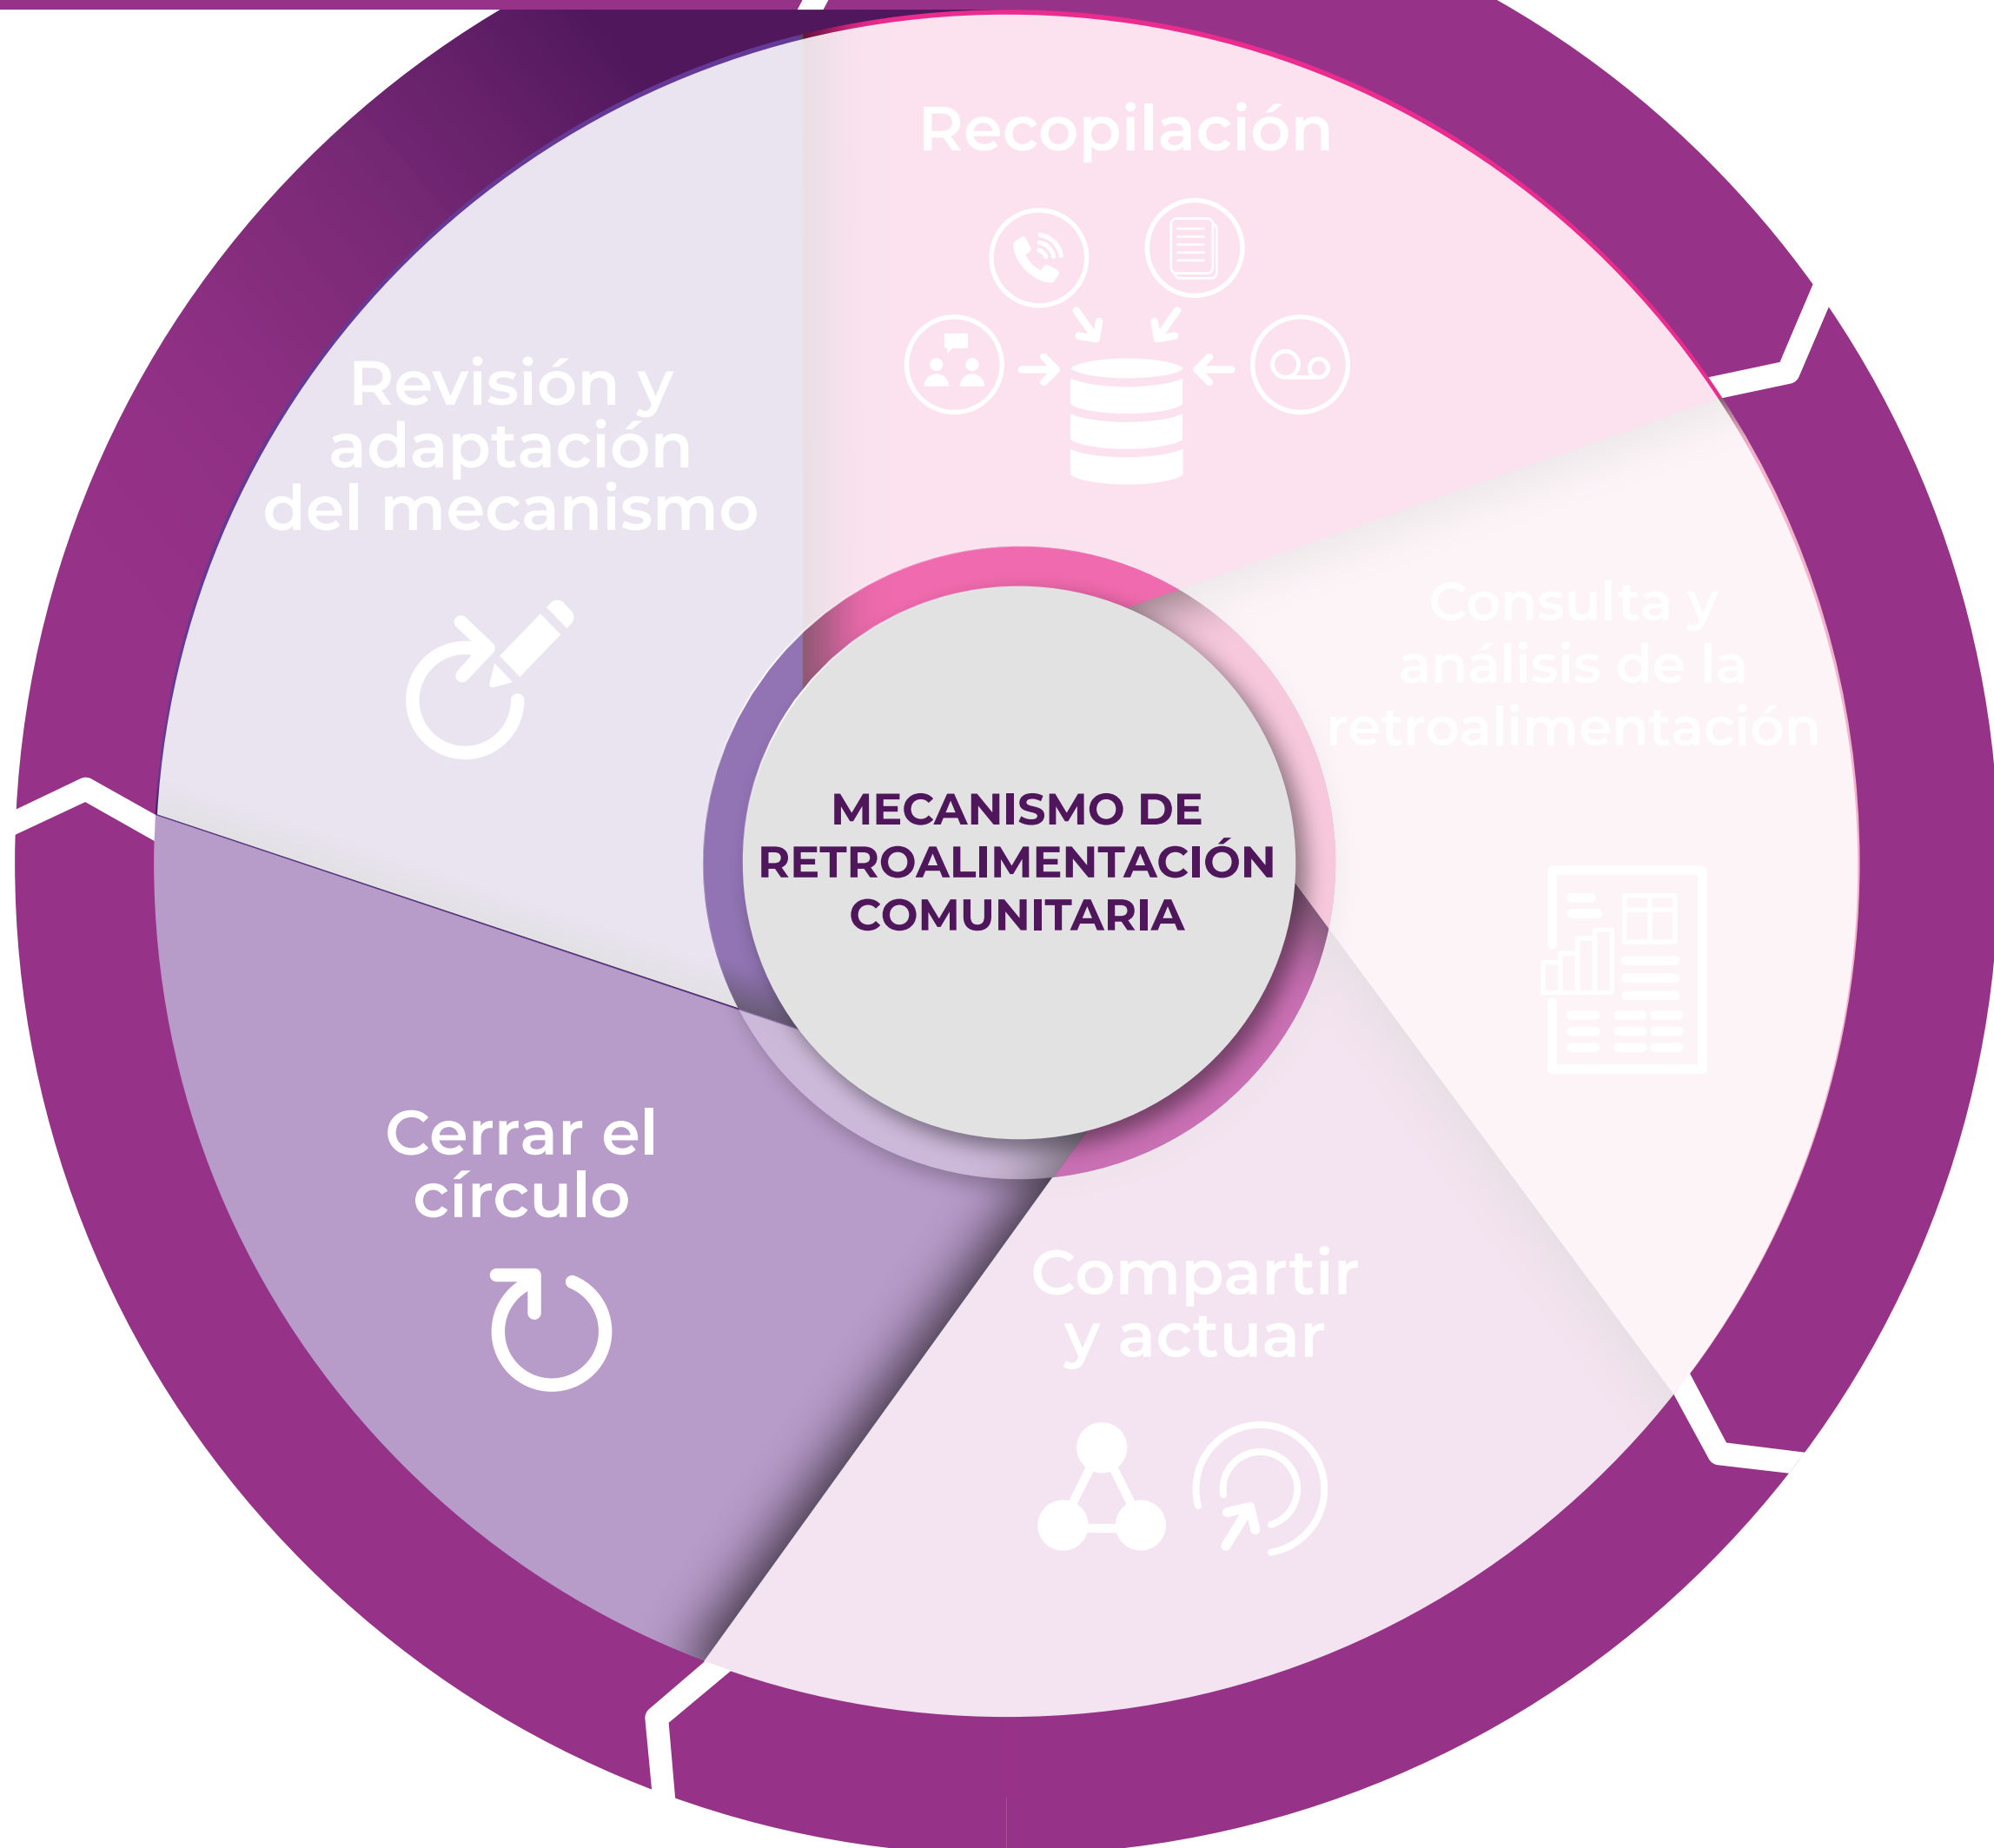 Recopilación
Consulta y
análisis de la
retroalimentación
Compartir
y actuar
Cerrar el
círculo
Revisión y
adaptación
del mecanismo
MECANISMO DE
RETROALIMENTACIÓN
COMUNITARIA